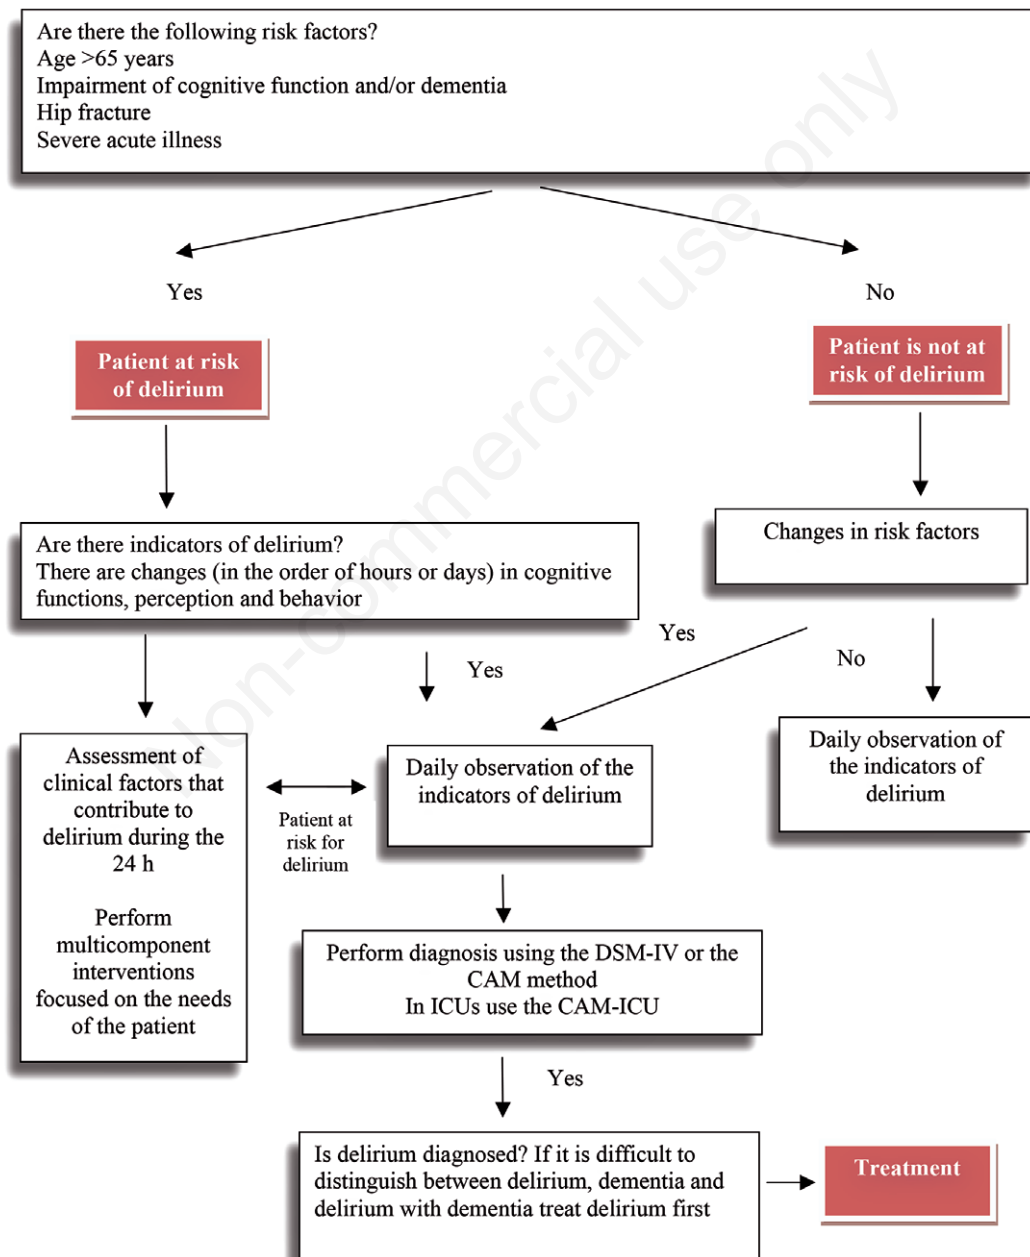 Are there the following risk factors?
Age >65 years
Impairment of cognitive function and/or dementia
Hip fracture
Severe acute illness
Yes
No
Patient at risk
of delirium
Patient is not at
risk of delirium
Are there indicators of delirium?
There are changes (in the order of hours or days) in cognitive
functions, perception and behavior
Changes in risk factors
Yes
Yes
No
Assessment of
clinical factors that
contribute to
delirium during the
24 h
Perform
multicomponent
interventions
focused on the needs
of the patient
Patient at
risk for
delirium
Daily observation of the
indicators of delirium
Daily observation of
the indicators of
delirium
Perform diagnosis using the DSM-IV or the
CAM method
In ICUs use the CAM-ICU
Yes
Is delirium diagnosed? If it is difficult to
distinguish between delirium, dementia and
delirium with dementia treat delirium first
Treatment
Non-commercial use only